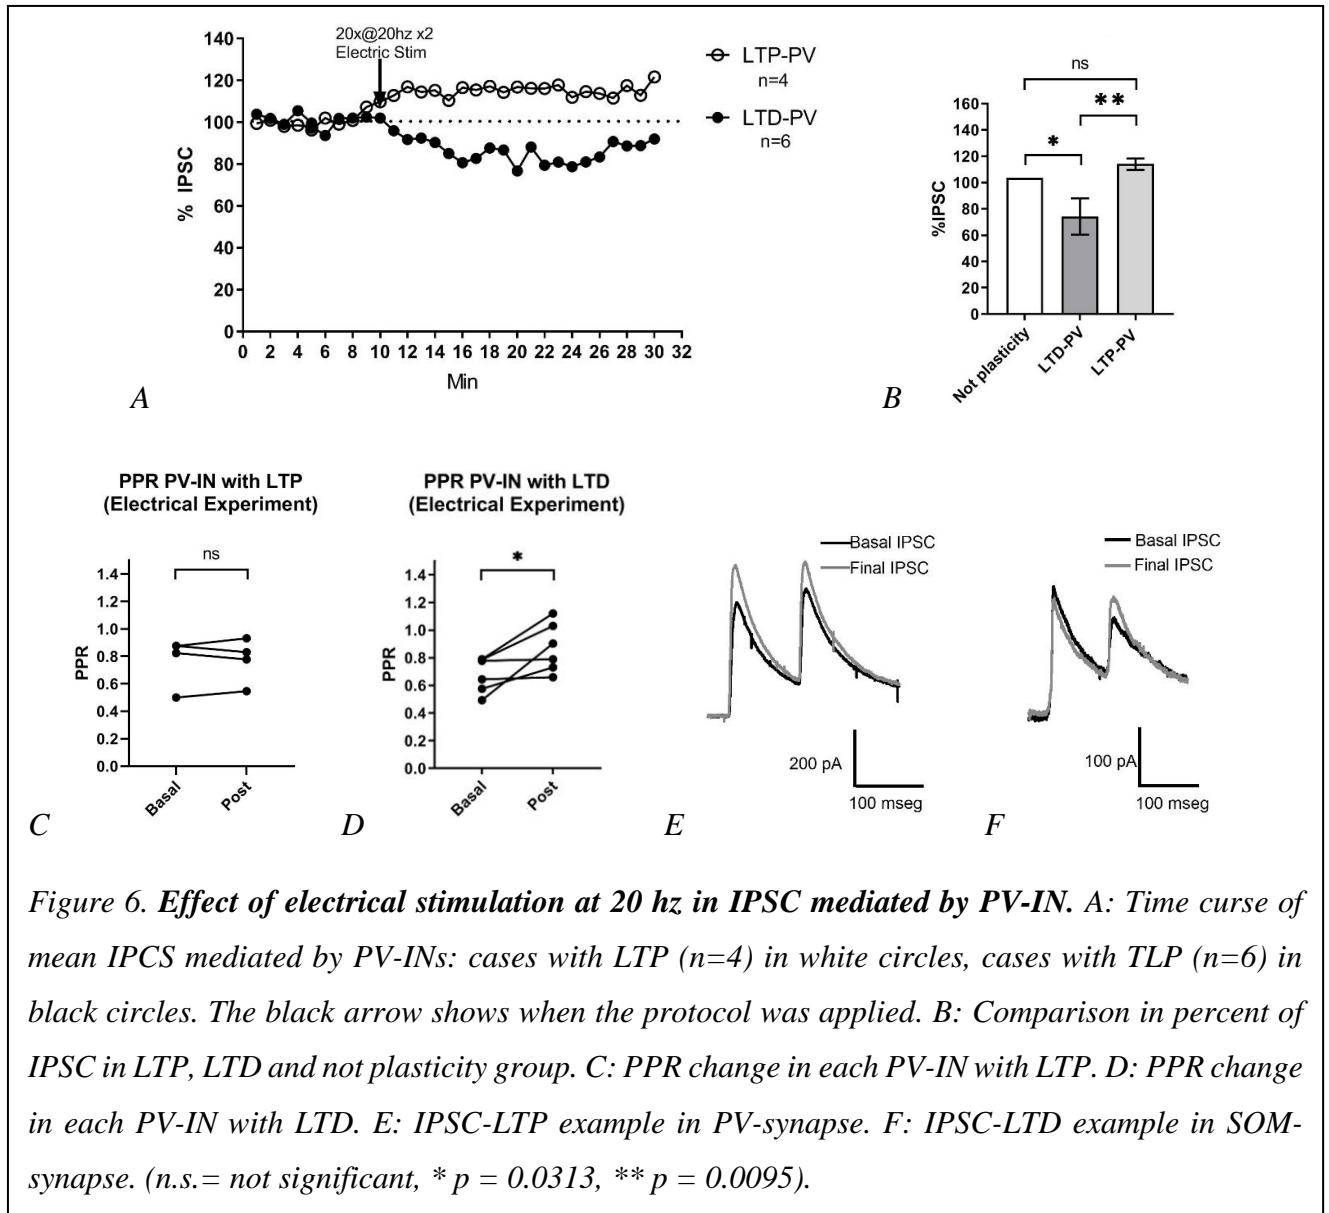 20x@20hz x2
Electric Stim
140
120
100
80
60
40
20
0
% IPSC
0 2 4 6 8 10 12 14 16 18 20 22 24 26 28 30 32
Min
LTP-PV
n=4
LTD-PV
n=6
A
ns
**
*
160
140
120
100
80
60
40
20
0
%IPSC
Not plasticity
LTD-PV
LTP-PV
B
PPR PV-IN with LTP
(Electrical Experiment)
ns
1.4
1.2
1.0
0.8
0.6
0.4
0.2
0.0
PPR
Basal
Post
C
PPR PV-IN with LTD
(Electrical Experiment)
*
1.4
1.2
1.0
0.8
0.6
0.4
0.2
0.0
PPR
Basal
Post
D
Basal IPSC
Final IPSC
200 pA
100 mseg
E
Basal IPSC
Final IPSC
100 pA
100 mseg
F
Figure 6. Effect of electrical stimulation at 20 hz in IPSC mediated by PV-IN. A: Time curse of
mean IPCS mediated by PV-INs: cases with LTP (n=4) in white circles, cases with TLP (n=6) in
black circles. The black arrow shows when the protocol was applied. B: Comparison in percent of
IPSC in LTP, LTD and not plasticity group. C: PPR change in each PV-IN with LTP. D: PPR change
in each PV-IN with LTD. E: IPSC-LTP example in PV-synapse. F: IPSC-LTD example in SOM-
synapse. (n.s.= not significant, * p = 0.0313, ** p = 0.0095).